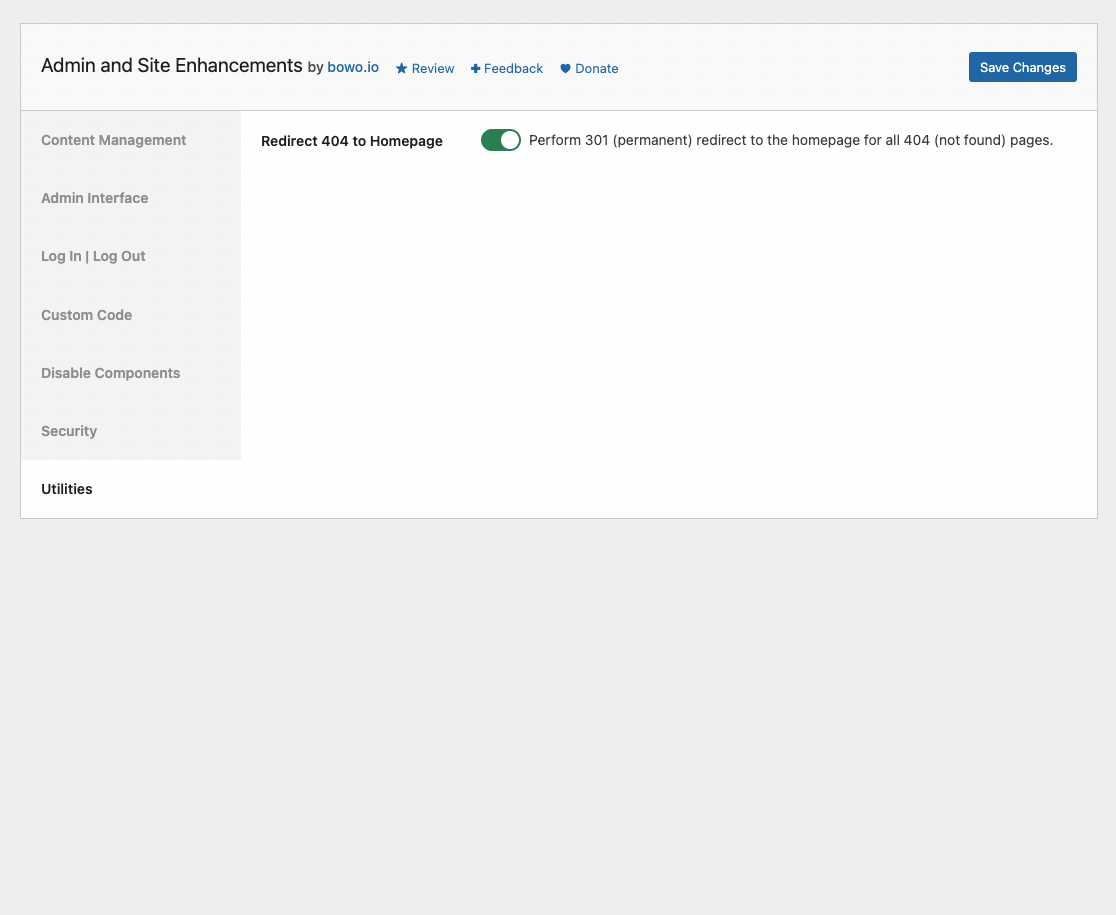 Admin and Site Enhancements by bowo.io Review Feedback Donate Save Changes
Content Management
Redirect 404 to Homepage Perform 301 (permanent) redirect to the homepage for all 404 (not found) pages.
Admin Interface
Log In | Log Out
Custom Code
Disable Components
Security
Utilities